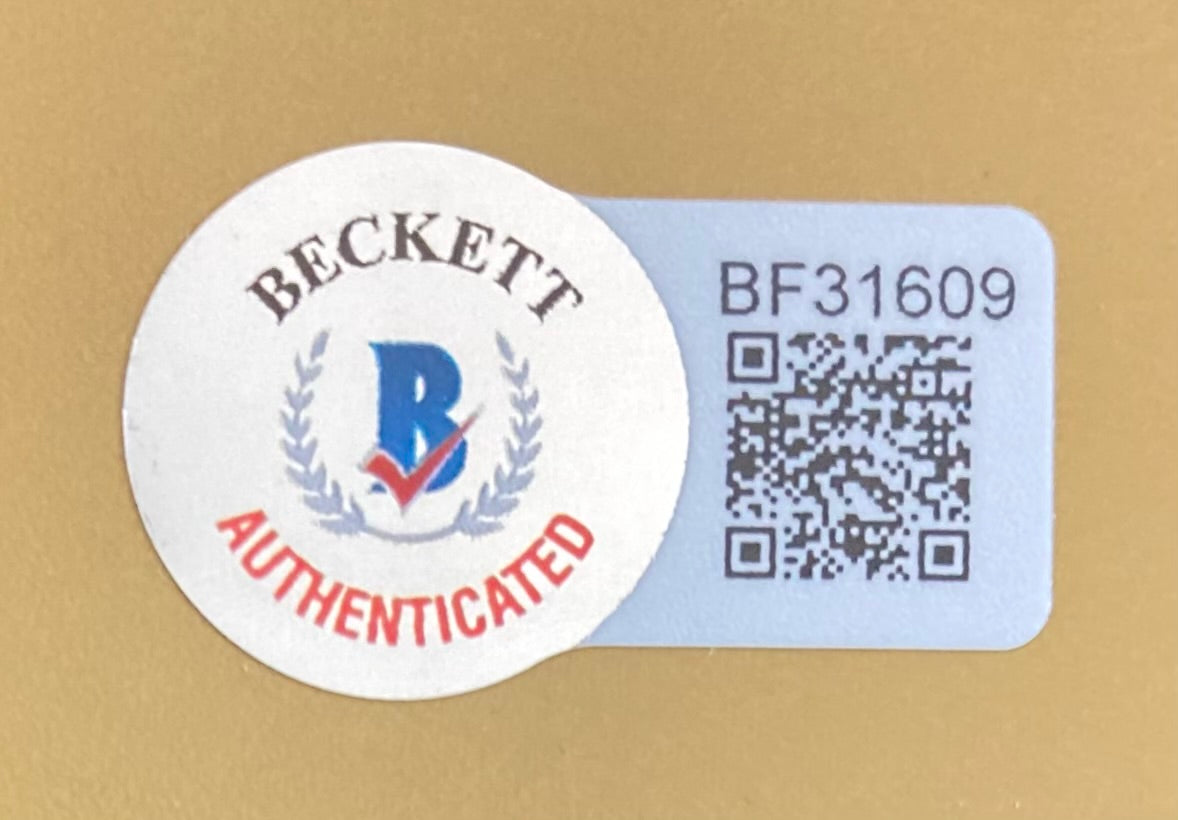 BECKETT
B
AUTHENTICATED
BF31609